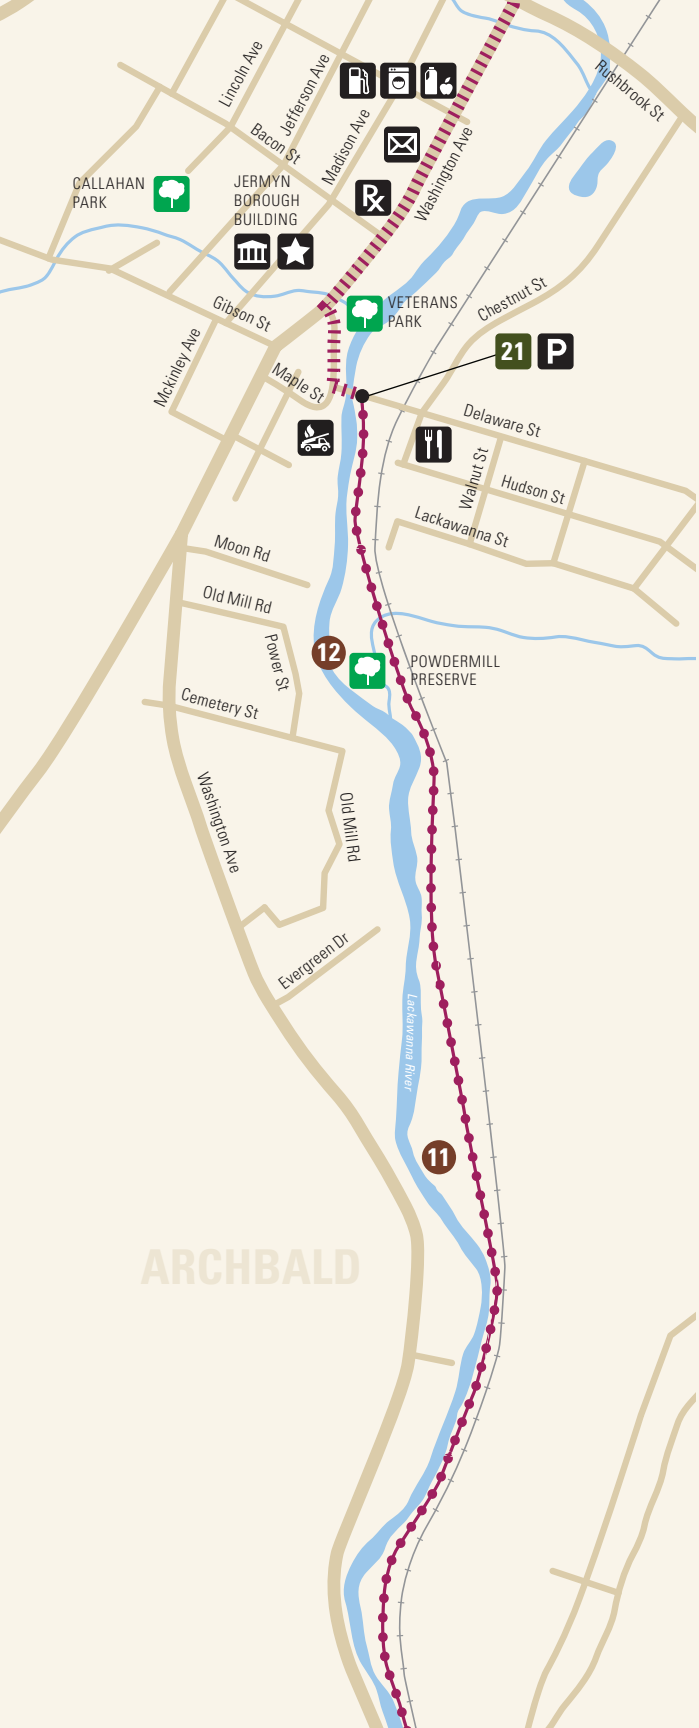 Lincoln Ave
Jefferson Ave
Rushbrook St
Bacon St
Madison Ave
Washington Ave
CALLAHAN
PARK
JERMYN
BOROUGH
BUILDING
Rx
Chestnut St
VETERANS
PARK
Gibson St
Mckinley Ave
21
P
Maple St
Delaware St
Walnut St
Hudson St
Lackawanna St
Moon Rd
Old Mill Rd
Power St
12
POWDERMILL
PRESERVE
Cemetery St
Washington Ave
Old Mill Rd
Evergreen Dr
Lackawanna River
11
ARCHBALD